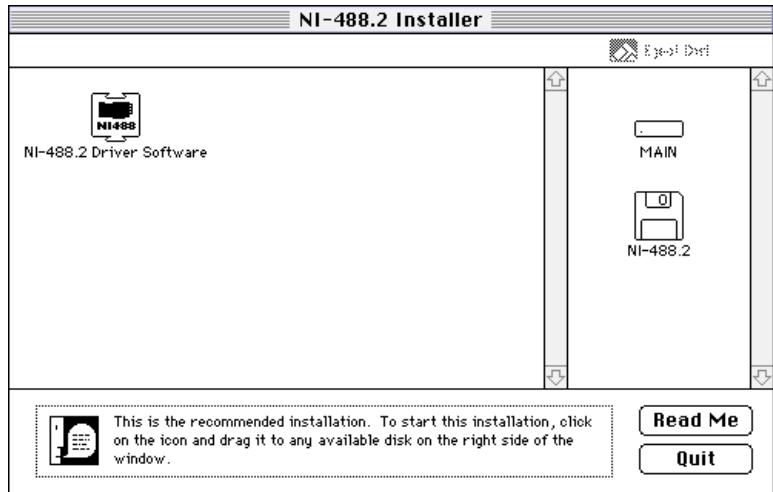 NI-488.2 Installer
Eject Disk
NI488
NI-488.2 Driver Software
MAIN
NI-488.2
This is the recommended installation. To start this installation, click
on the icon and drag it to any available disk on the right side of the
window.
Read Me
Quit